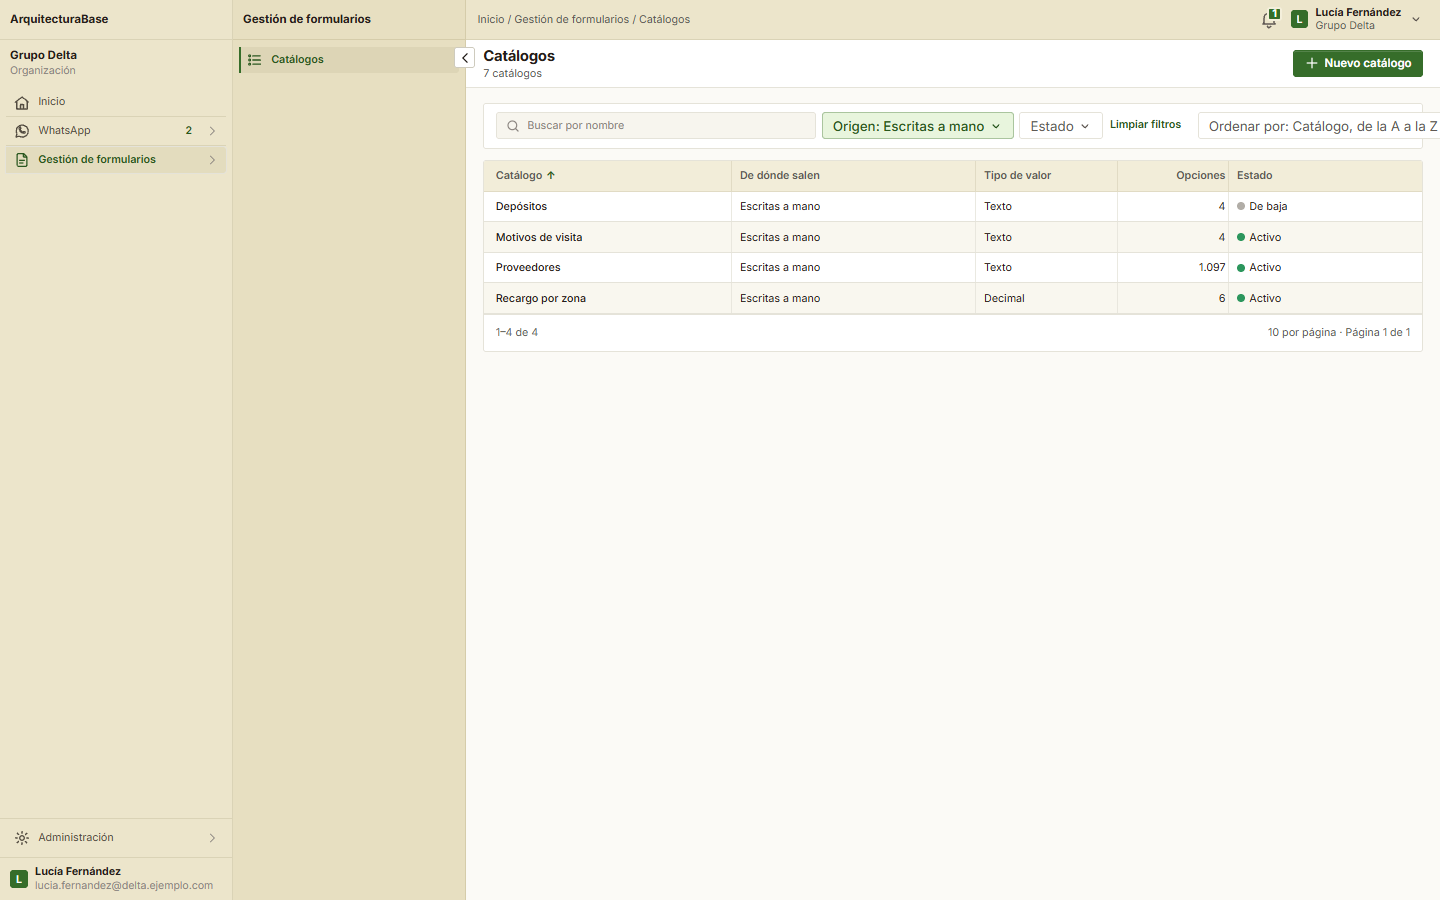 ArquitecturaBase
Grupo Delta
Organización
Inicio
WhatsApp 2
Gestión de formularios
Administración
L Lucía Fernández
lucia.fernandez@delta.ejemplo.com
Gestión de formularios
Catálogos
Inicio / Gestión de formularios / Catálogos
1 L Lucía Fernández
Grupo Delta
Catálogos
7 catálogos
Nuevo catálogo
Buscar por nombre Origen: Escritas a mano Estado Limpiar filtros Ordenar por: Catálogo, de la A a la Z
Catálogo De dónde salen Tipo de valor Opciones Estado
Depósitos Escritas a mano Texto 4 De baja
Motivos de visita Escritas a mano Texto 4 Activo
Proveedores Escritas a mano Texto 1.097 Activo
Recargo por zona Escritas a mano Decimal 6 Activo
1–4 de 4 10 por página · Página 1 de 1